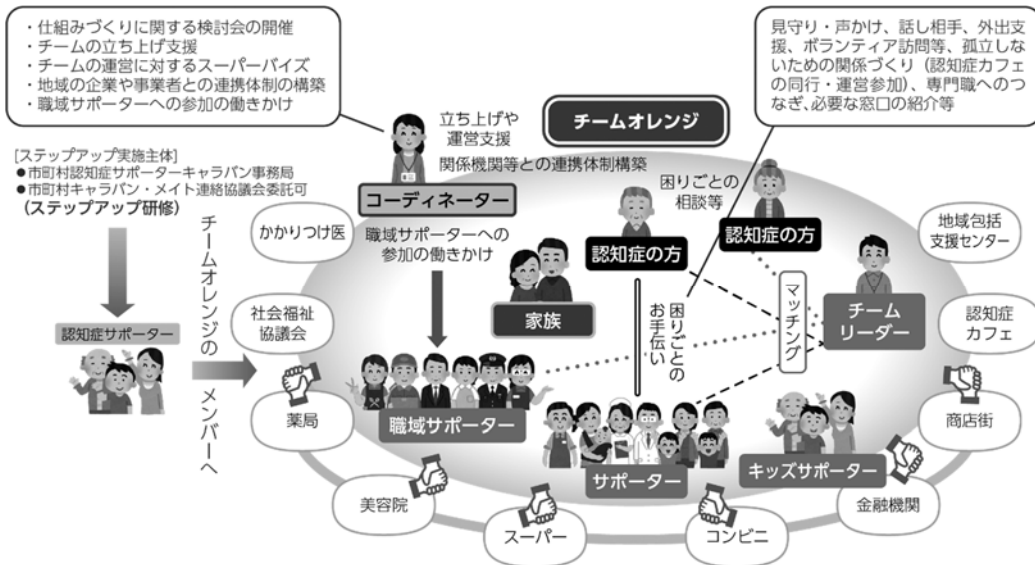 ・仕組みづくりに関する検討会の開催
・チームの立ち上げ支援
・チームの運営に対するスーパーバイズ
・地域の企業や事業者との連携体制の構築
・職域サポーターへの参加の働きかけ
見守り・声かけ、話し相手、外出支
援、ボランティア訪問等、孤立しな
いための関係づくり（認知症カフェ
の同行・運営参加）、専門職へのつ
なぎ、必要な窓口の紹介等
チームオレンジ
立ち上げや
運営支援
関係機関等との連携体制構築
［ステップアップ実施主体］
●市町村認知症サポーターキャラバン事務局
●市町村キャラバン・メイト連絡協議会委託可
（ステップアップ研修）
コーディネーター
職域サポーターへの
参加の働きかけ
困りごとの
相談等
認知症の方
認知症の方
かかりつけ医
地域包括
支援センター
家族
困りごとの
お手伝い
マッチング
チーム
リーダー
チームオレンジの
メンバーへ
認知症サポーター
社会福祉
協議会
認知症
カフェ
薬局
職域サポーター
サポーター
キッズサポーター
商店街
美容院
スーパー
コンビニ
金融機関